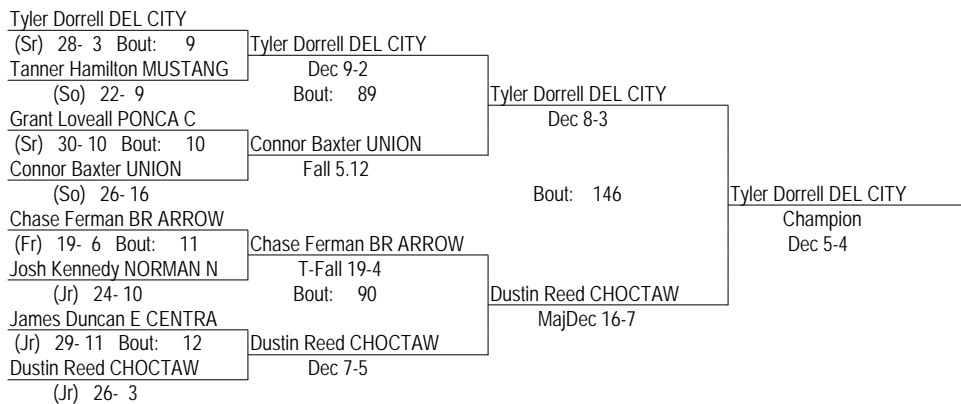 Tyler Dorrell DEL CITY
(Sr) 28- 3 Bout: 9
Tanner Hamilton MUSTANG
(So) 22- 9
Grant Loveall PONCA C
(Sr) 30- 10 Bout: 10
Connor Baxter UNION
(So) 26- 16
Chase Ferman BR ARROW
(Fr) 19- 6 Bout: 11
Josh Kennedy NORMAN N
(Jr) 24- 10
James Duncan E CENTRA
(Jr) 29- 11 Bout: 12
Dustin Reed CHOCTAW
(Jr) 26- 3
Tyler Dorrell DEL CITY
Dec 9-2
Bout: 89
Connor Baxter UNION
Fall 5.12
Chase Ferman BR ARROW
T-Fall 19-4
Bout: 90
Dustin Reed CHOCTAW
Dec 7-5
Tyler Dorrell DEL CITY
Dec 8-3
Bout: 146
Dustin Reed CHOCTAW
MajDec 16-7
Tyler Dorrell DEL CITY
Champion
Dec 5-4